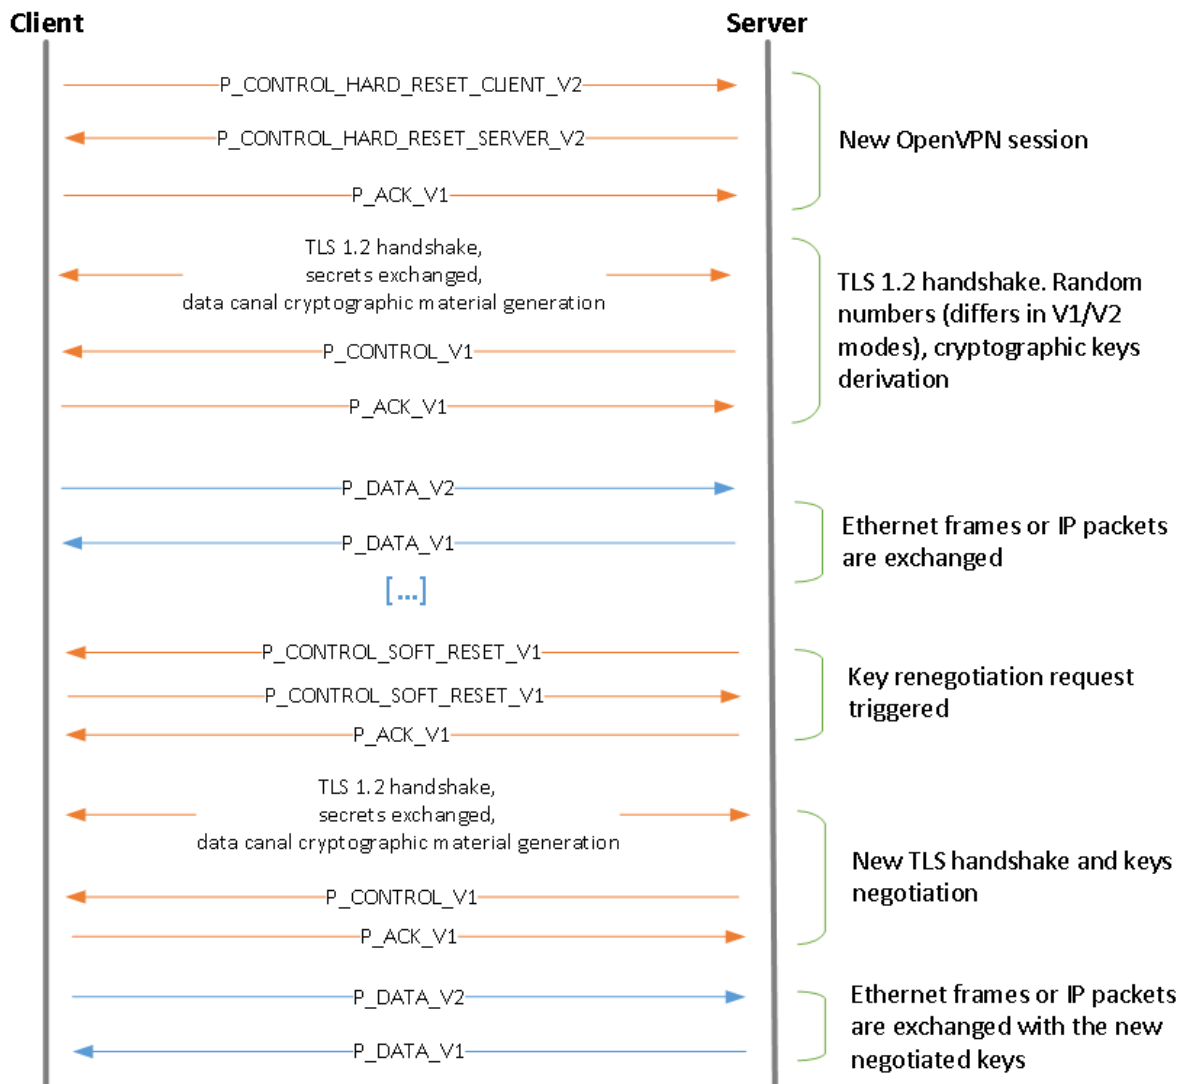 Client
Server
P_CONTROL_HARD_RESET_CLIENT_V2
P_CONTROL_HARD_RESET_SERVER_V2
New OpenVPN session
P_ACK_V1
TLS 1.2 handshake,
secrets exchanged,
data canal cryptographic material generation
TLS 1.2 handshake. Random
numbers (differs in V1/V2
modes), cryptographic keys
derivation
P_CONTROL_V1
P_ACK_V1
P_DATA_V2
P_DATA_V1
Ethernet frames or IP packets
are exchanged
[...]
P_CONTROL_SOFT_RESET_V1
P_CONTROL_SOFT_RESET_V1
P_ACK_V1
Key renegotiation request
triggered
TLS 1.2 handshake,
secrets exchanged,
data canal cryptographic material generation
New TLS handshake and keys
negotiation
P_CONTROL_V1
P_ACK_V1
P_DATA_V2
P_DATA_V1
Ethernet frames or IP packets
are exchanged with the new
negotiated keys